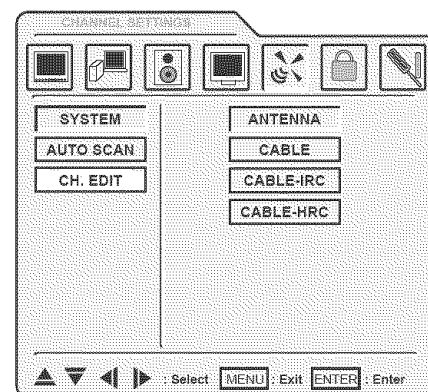 CHANNEL SETTINGS
SYSTEM
AUTO SCAN
CH. EDIT
ANTENNA
CABLE
CABLE-IRC
CABLE-HRC
: Select MENU : Exit ENTER : Enter